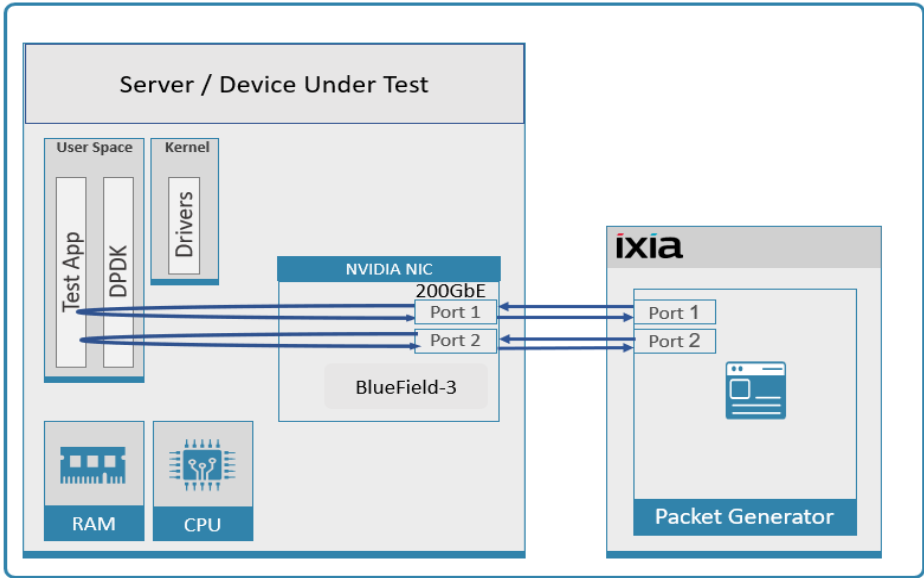 Server / Device Under Test
User Space
Kernel
Test App
DPDK
Drivers
NVIDIA NIC
200GbE
Port 1
Port 2
BlueField-3
RAM
CPU
ixia
Port 1
Port 2
Packet Generator